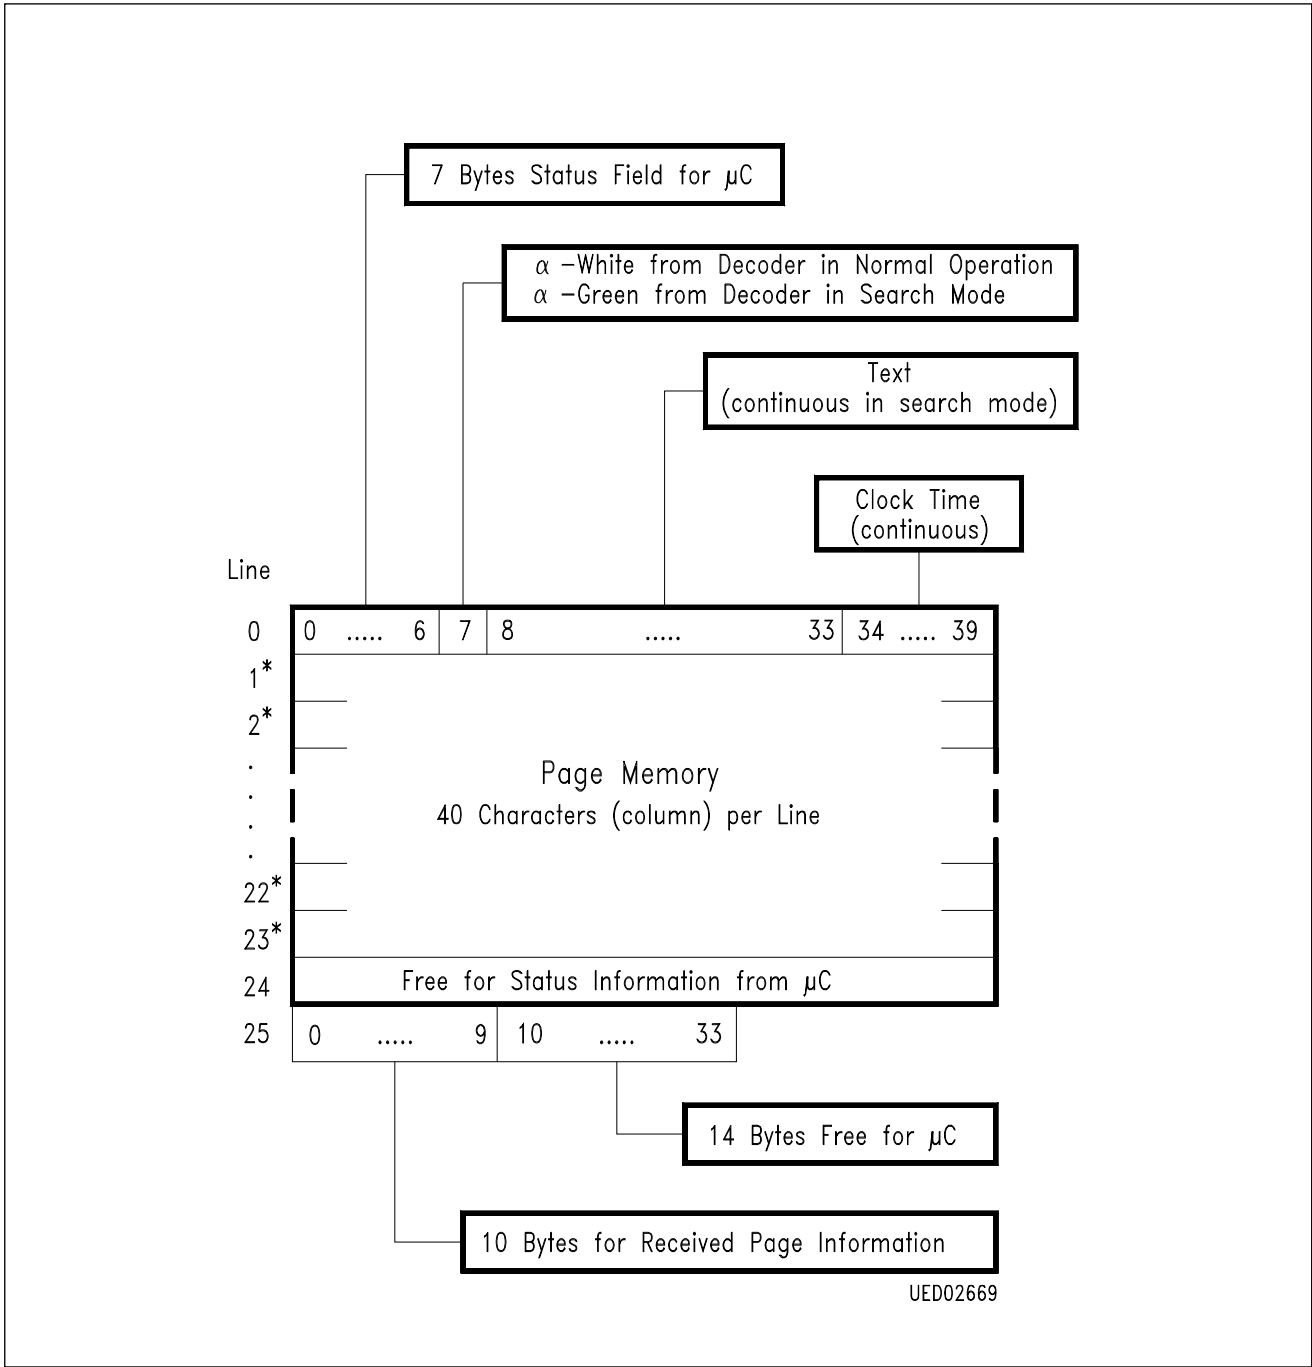 7 Bytes Status Field for µC
α -White from Decoder in Normal Operation
α -Green from Decoder in Search Mode
Text
(continuous in search mode)
Clock Time
(continuous)
Line
0 0 ..... 6 7 8 ..... 33 34 ..... 39
1*
2*
.
Page Memory
.
40 Characters (column) per Line
.
.
22*
23*
24 Free for Status Information from µC
25 0 ..... 9 10 ..... 33
14 Bytes Free for µC
10 Bytes for Received Page Information
UED02669